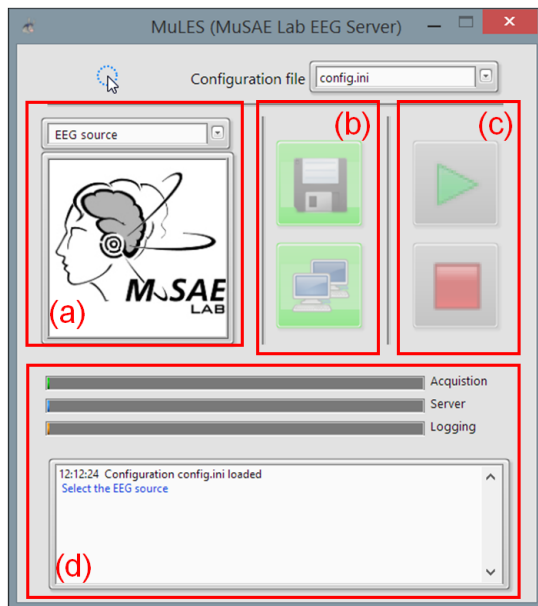 MuLES (MuSAE Lab EEG Server)
Configuration file config.ini
EEG source
(b)
(c)
MuSAE
LAB
(a)
Acquistion
Server
Logging
12:12:24 Configuration config.ini loaded
Select the EEG source
(d)